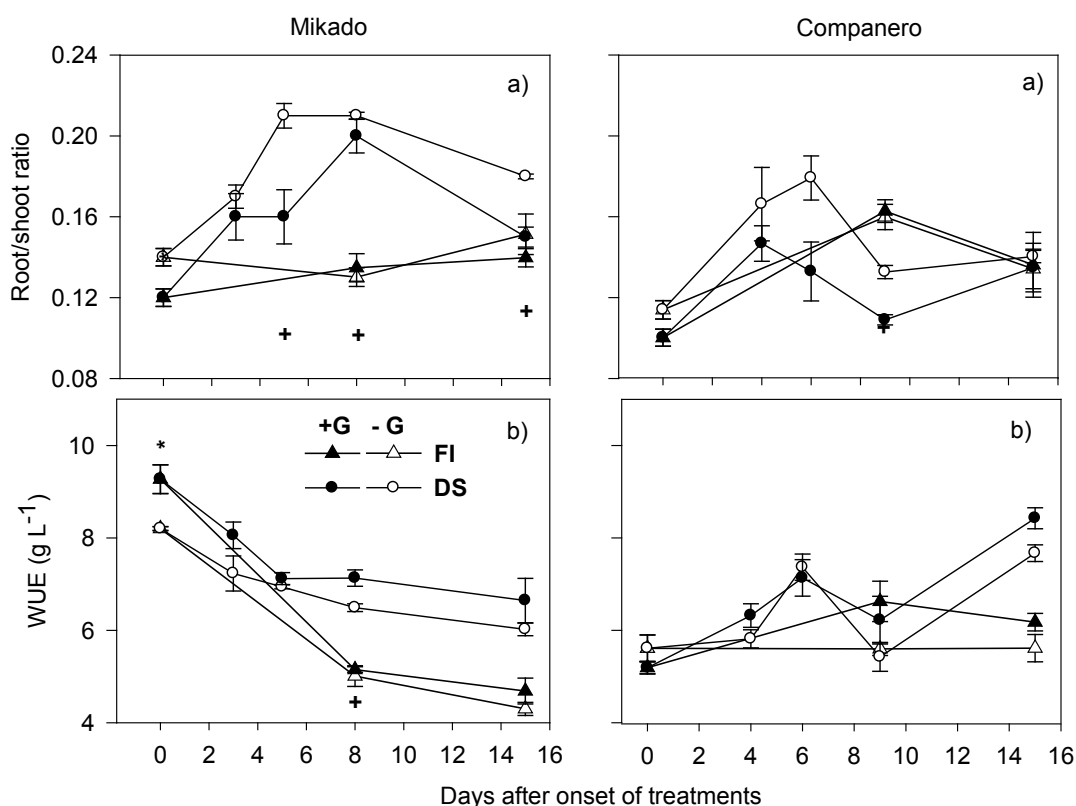 Mikado Companero
0.24
a) a)
0.20
0.16
0.12
0.08
Root/shoot ratio
+ + +
+
b) b)
+G - G
FI
DS
*
10
8
6
4
WUE (g L⁻¹)
+
0 2 4 6 8 10 12 14 16 0 2 4 6 8 10 12 14 16
Days after onset of treatments